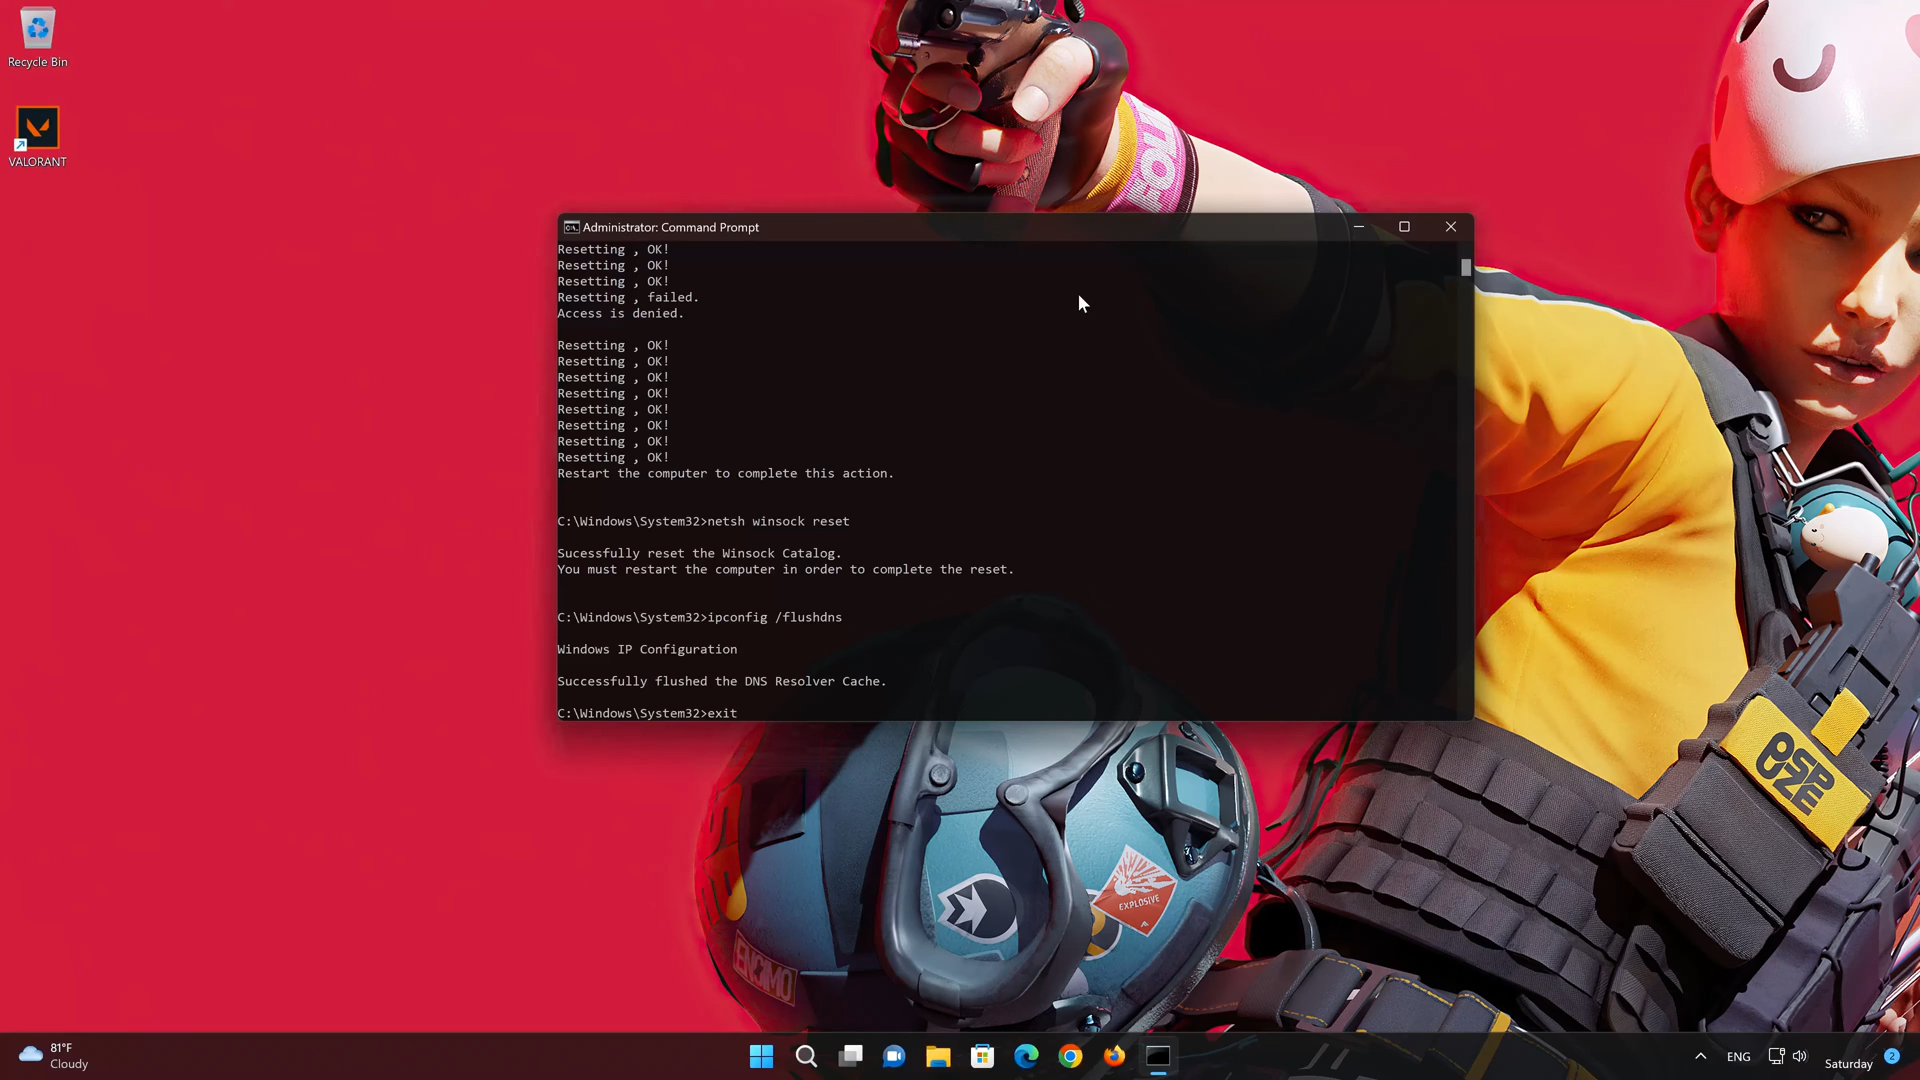 Recycle Bin
VALORANT
Administrator: Command Prompt
Resetting , OK!
Resetting , OK!
Resetting , OK!
Resetting , failed.
Access is denied.
Resetting , OK!
Resetting , OK!
Resetting , OK!
Resetting , OK!
Resetting , OK!
Resetting , OK!
Resetting , OK!
Resetting , OK!
Restart the computer to complete this action.
C:\Windows\System32>netsh winsock reset
Sucessfully reset the Winsock Catalog.
You must restart the computer in order to complete the reset.
C:\Windows\System32>ipconfig /flushdns
Windows IP Configuration
Successfully flushed the DNS Resolver Cache.
C:\Windows\System32>exit
EXPLOSIVE
81°F
Cloudy
ENG
Saturday
2